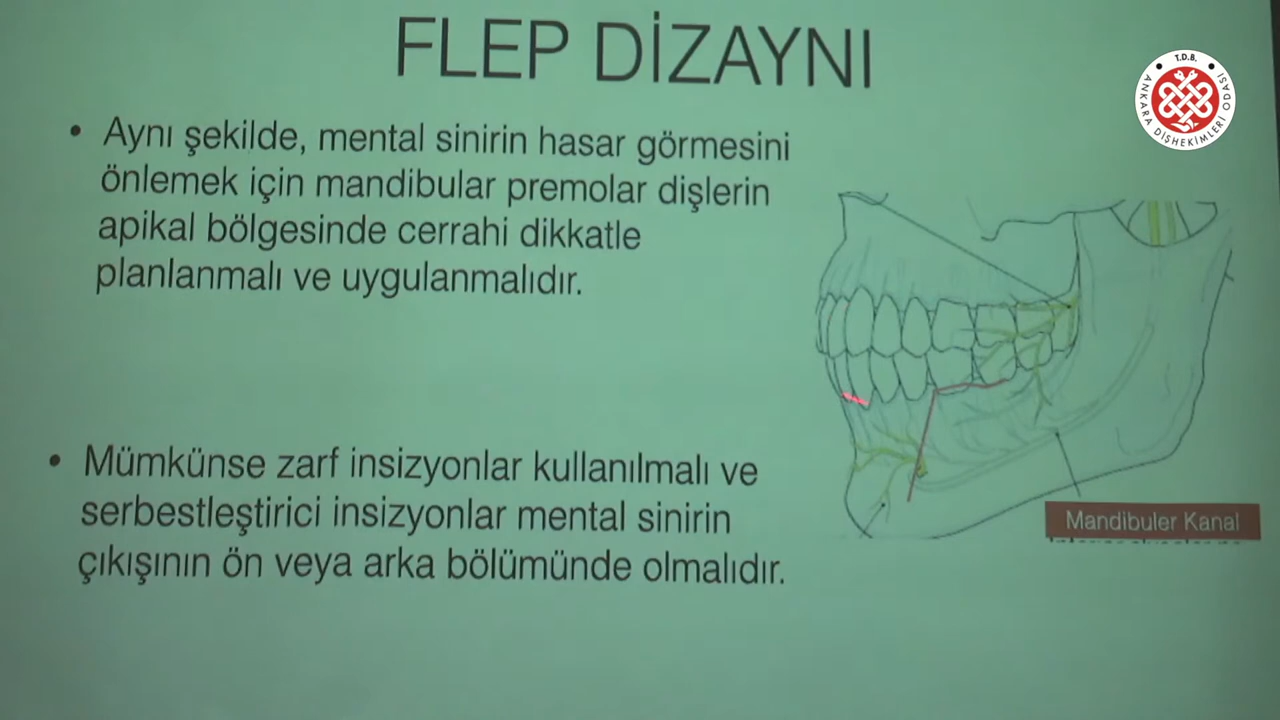 FLEP DİZAYNI
T.D.B.
ANKARA DİŞHEKİMLERİ ODASI
• Aynı şekilde, mental sinirin hasar görmesini
önlemek için mandibular premolar dişlerin
apikal bölgesinde cerrahi dikkatle
planlanmalı ve uygulanmalıdır.
• Mümkünse zarf insizyonlar kullanılmalı ve
serbestleştirici insizyonlar mental sinirin
çıkışının ön veya arka bölümünde olmalıdır.
Mandibuler Kanal